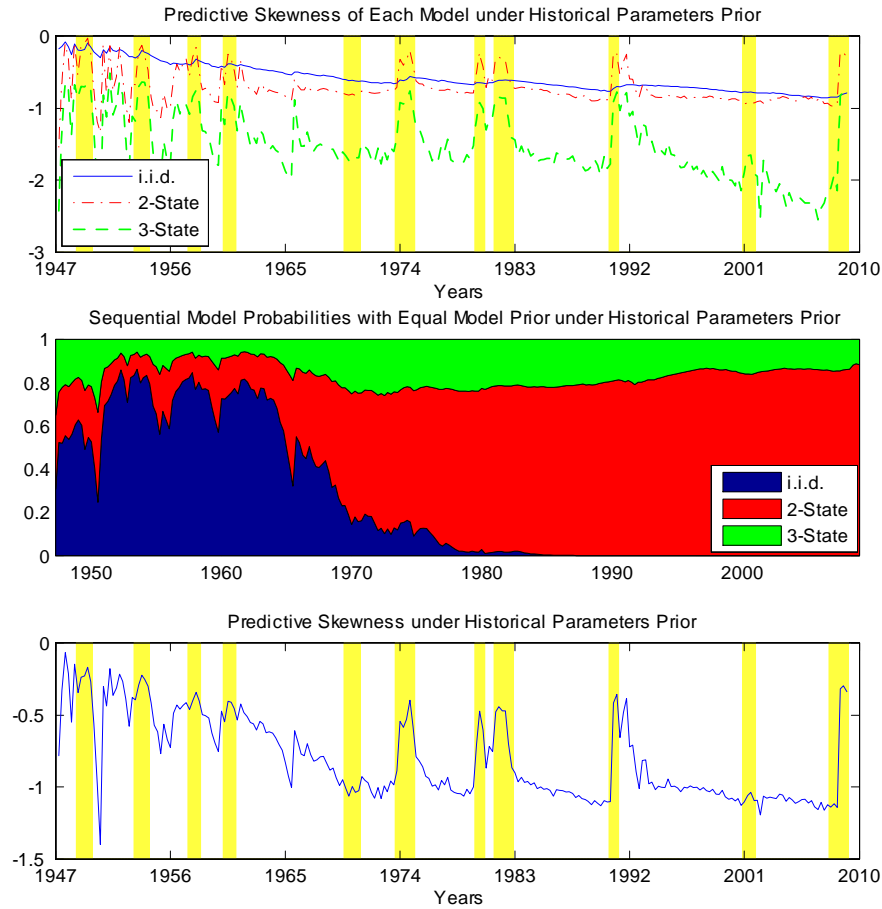 Predictive Skewness of Each Model under Historical Parameters Prior
0
-1
-2
-3
i.i.d.
2-State
3-State
1947 1956 1965 1974 1983 1992 2001 2010
Years
Sequential Model Probabilities with Equal Model Prior under Historical Parameters Prior
1
0.8
0.6
0.4
0.2
0
i.i.d.
2-State
3-State
1950 1960 1970 1980 1990 2000
Predictive Skewness under Historical Parameters Prior
0
-0.5
-1
-1.5
1947 1956 1965 1974 1983 1992 2001 2010
Years